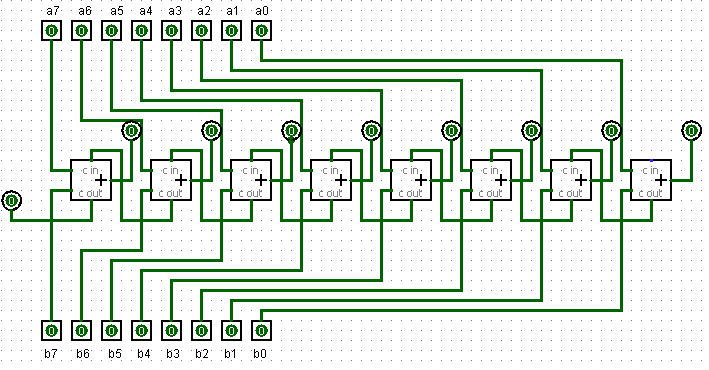 a7 a6 a5 a4 a3 a2 a1 a0
0 0 0 0 0 0 0 0
0 0 0 0 0 0 0 0
c in c in c in c in c in c in c in c in
+ + + + + + + +
c out c out c out c out c out c out c out c out
0
0 0 0 0 0 0 0 0
b7 b6 b5 b4 b3 b2 b1 b0